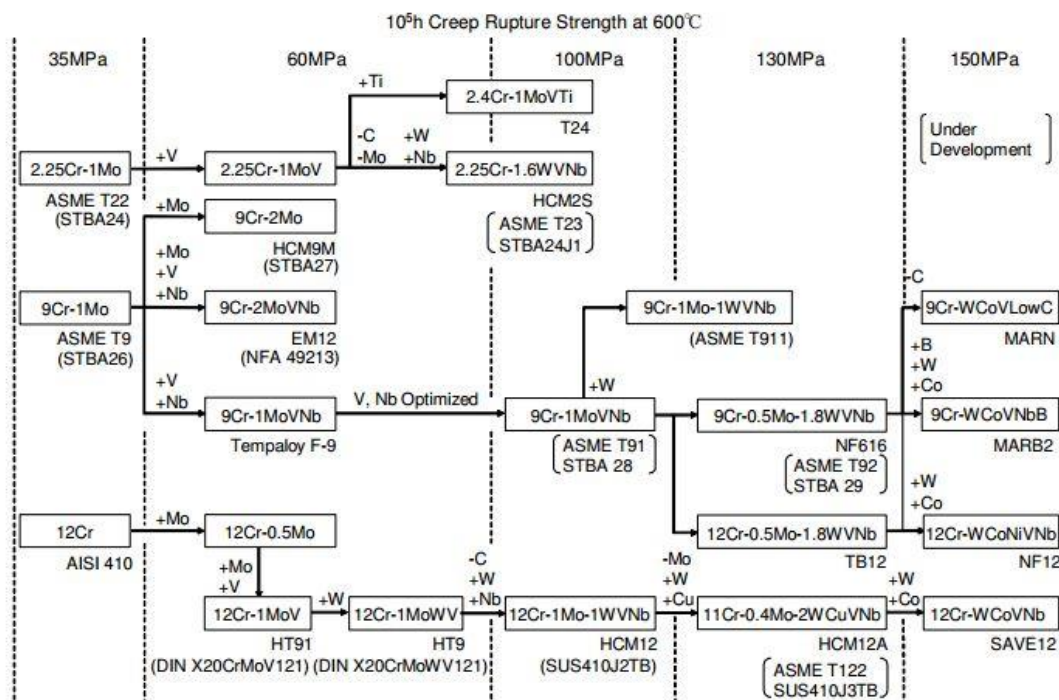 10⁵h Creep Rupture Strength at 600℃
35MPa
60MPa
100MPa
130MPa
150MPa
+Ti
2.4Cr-1MoVTi
T24
Under
Development
-C +W
-Mo +Nb
2.25Cr-1Mo
+V
2.25Cr-1MoV
2.25Cr-1.6WVNb
ASME T22
(STBA24)
HCM2S
ASME T23
STBA24J1
+Mo
9Cr-2Mo
HCM9M
(STBA27)
+Mo
+V
+Nb
9Cr-1Mo
ASME T9
(STBA26)
9Cr-2MoVNb
EM12
(NFA 49213)
9Cr-1Mo-1WVNb
(ASME T911)
-C
9Cr-WCoVLowC
MARN
+V
+Nb
9Cr-1MoVNb
Tempaloy F-9
V, Nb Optimized
+W
9Cr-1MoVNb
ASME T91
STBA 28
9Cr-0.5Mo-1.8WVNb
NF616
ASME T92
STBA 29
+B
+W
+Co
9Cr-WCoVNbB
MARB2
12Cr
AISI 410
+Mo
12Cr-0.5Mo
12Cr-0.5Mo-1.8WVNb
TB12
+W
+Co
12Cr-WCoNiVNb
NF12
+Mo
+V
12Cr-1MoV
HT91
(DIN X20CrMoV121)
+W
12Cr-1MoWV
HT9
(DIN X20CrMoWV121)
-C
+W
+Nb
12Cr-1Mo-1WVNb
HCM12
(SUS410J2TB)
-Mo
+W
+Cu
11Cr-0.4Mo-2WCuVNb
HCM12A
ASME T122
SUS410J3TB
+W
+Co
12Cr-WCoVNb
SAVE12